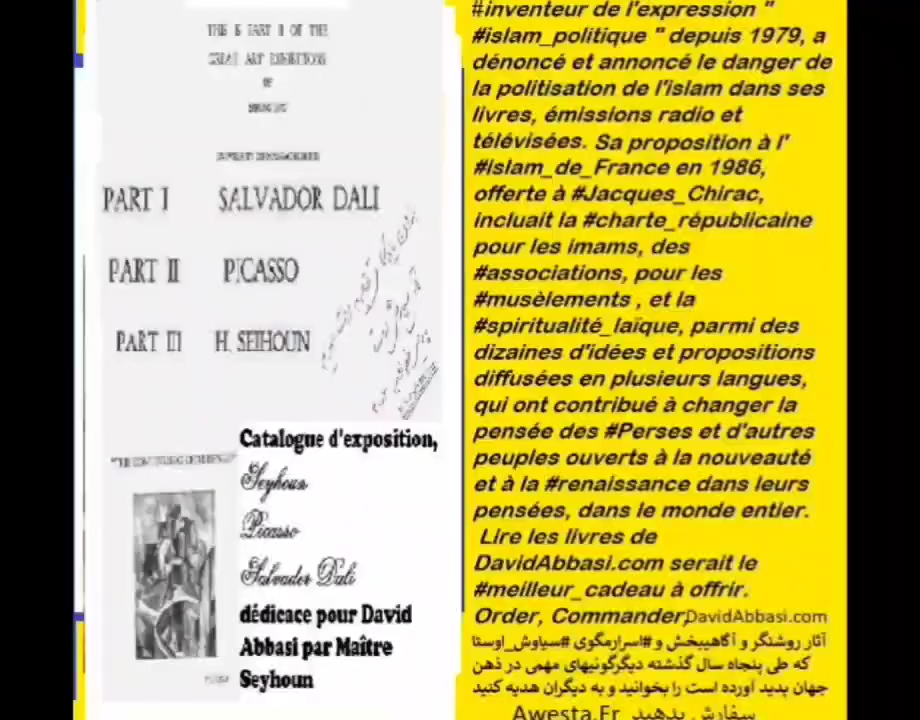 THIS IS PART II OF THE
GREAT ART EXHIBITIONS
OF
PART I SALVADOR DALI
PART II PICASSO
PART III H. SEIHOUN
Catalogue d'exposition,
Seyhoun
Picasso
Salvador Dali
dédicace pour David
Abbasi par Maître
Seyhoun
#inventeur de l'expression "
#islam_politique " depuis 1979, a
dénoncé et annoncé le danger de
la politisation de l'islam dans ses
livres, émissions radio et
télévisées. Sa proposition à l'
#Islam_de_France en 1986,
offerte à #Jacques_Chirac,
incluait la #charte_républicaine
pour les imams, des
#associations, pour les
#musèlements , et la
#spiritualité_laïque, parmi des
dizaines d'idées et propositions
diffusées en plusieurs langues,
qui ont contribué à changer la
pensée des #Perses et d'autres
peuples ouverts à la nouveauté
et à la #renaissance dans leurs
pensées, dans le monde entier.
Lire les livres de
DavidAbbasi.com serait le
#meilleur_cadeau à offrir.
Order, Commander, DavidAbbasi.com
آثار روشنگر و آگاهیبخش و #اسرارمگوی #سیاوش_اوستا
که طی پنجاه سال گذشته دیگرگونیهای مهمی در ذهن
جهان پدید آورده است را بخوانید و به دیگران هدیه کنید
سفارش بدهید Awesta.Fr